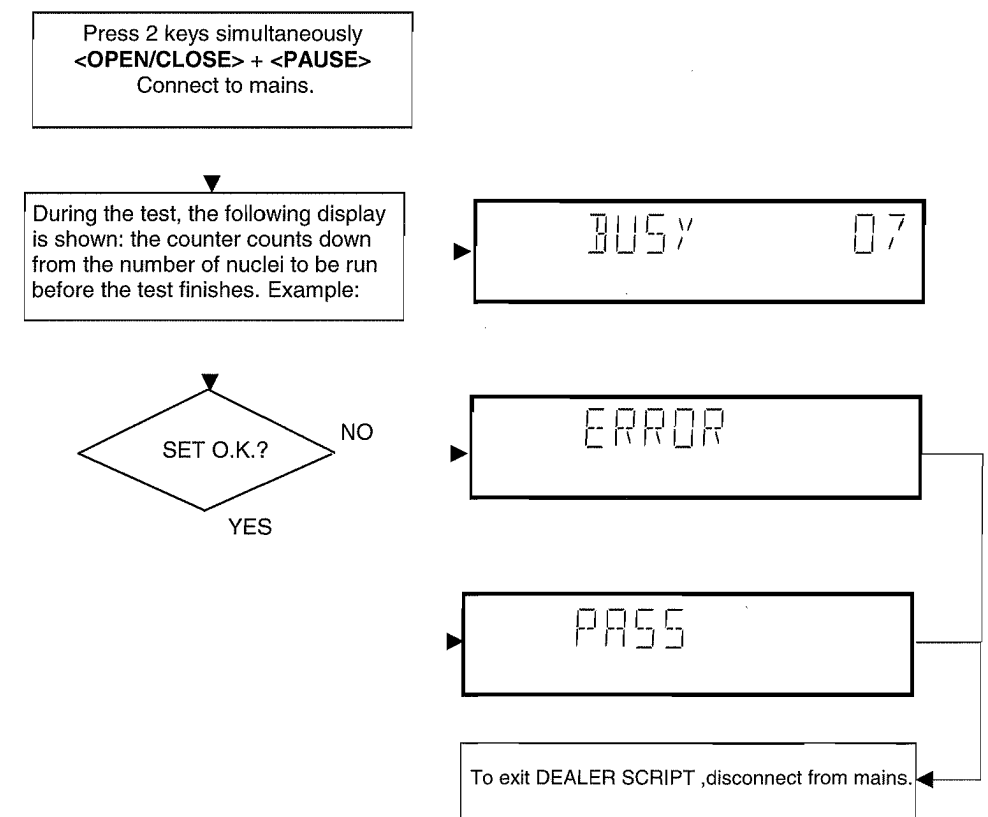 Press 2 keys simultaneously
<OPEN/CLOSE> + <PAUSE>
Connect to mains.
During the test, the following display
is shown: the counter counts down
from the number of nuclei to be run
before the test finishes. Example:
BUSY 07
SET O.K.?
NO
ERROR
YES
PASS
To exit DEALER SCRIPT ,disconnect from mains.